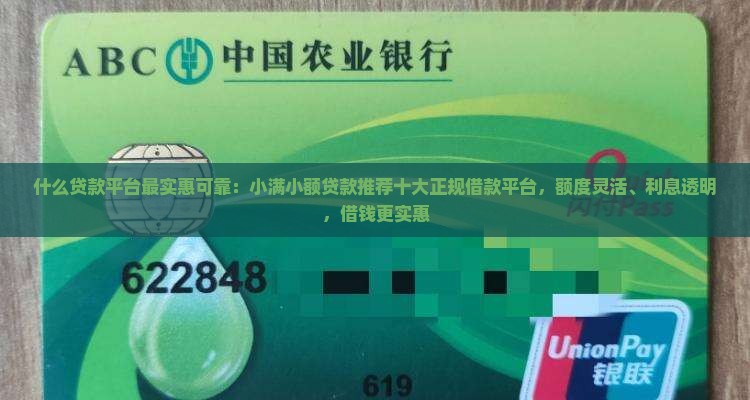 ABC 中国农业银行
什么贷款平台最实惠可靠：小满小额贷款推荐十大正规借款平台，额度灵活、利息透明
，借钱更实惠
Quick
闪付Pass
622848
UnionPay
银联
619